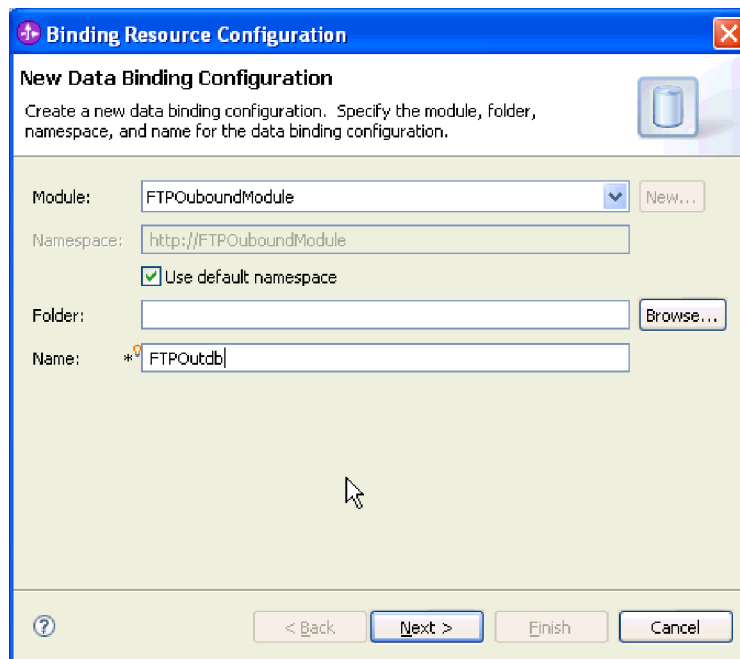 Binding Resource Configuration
New Data Binding Configuration
Create a new data binding configuration. Specify the module, folder,
namespace, and name for the data binding configuration.
Module: FTPOuboundModule New...
Namespace: http://FTPOuboundModule
Use default namespace
Folder: Browse...
Name: * FTPOutdb
? < Back Next > Finish Cancel